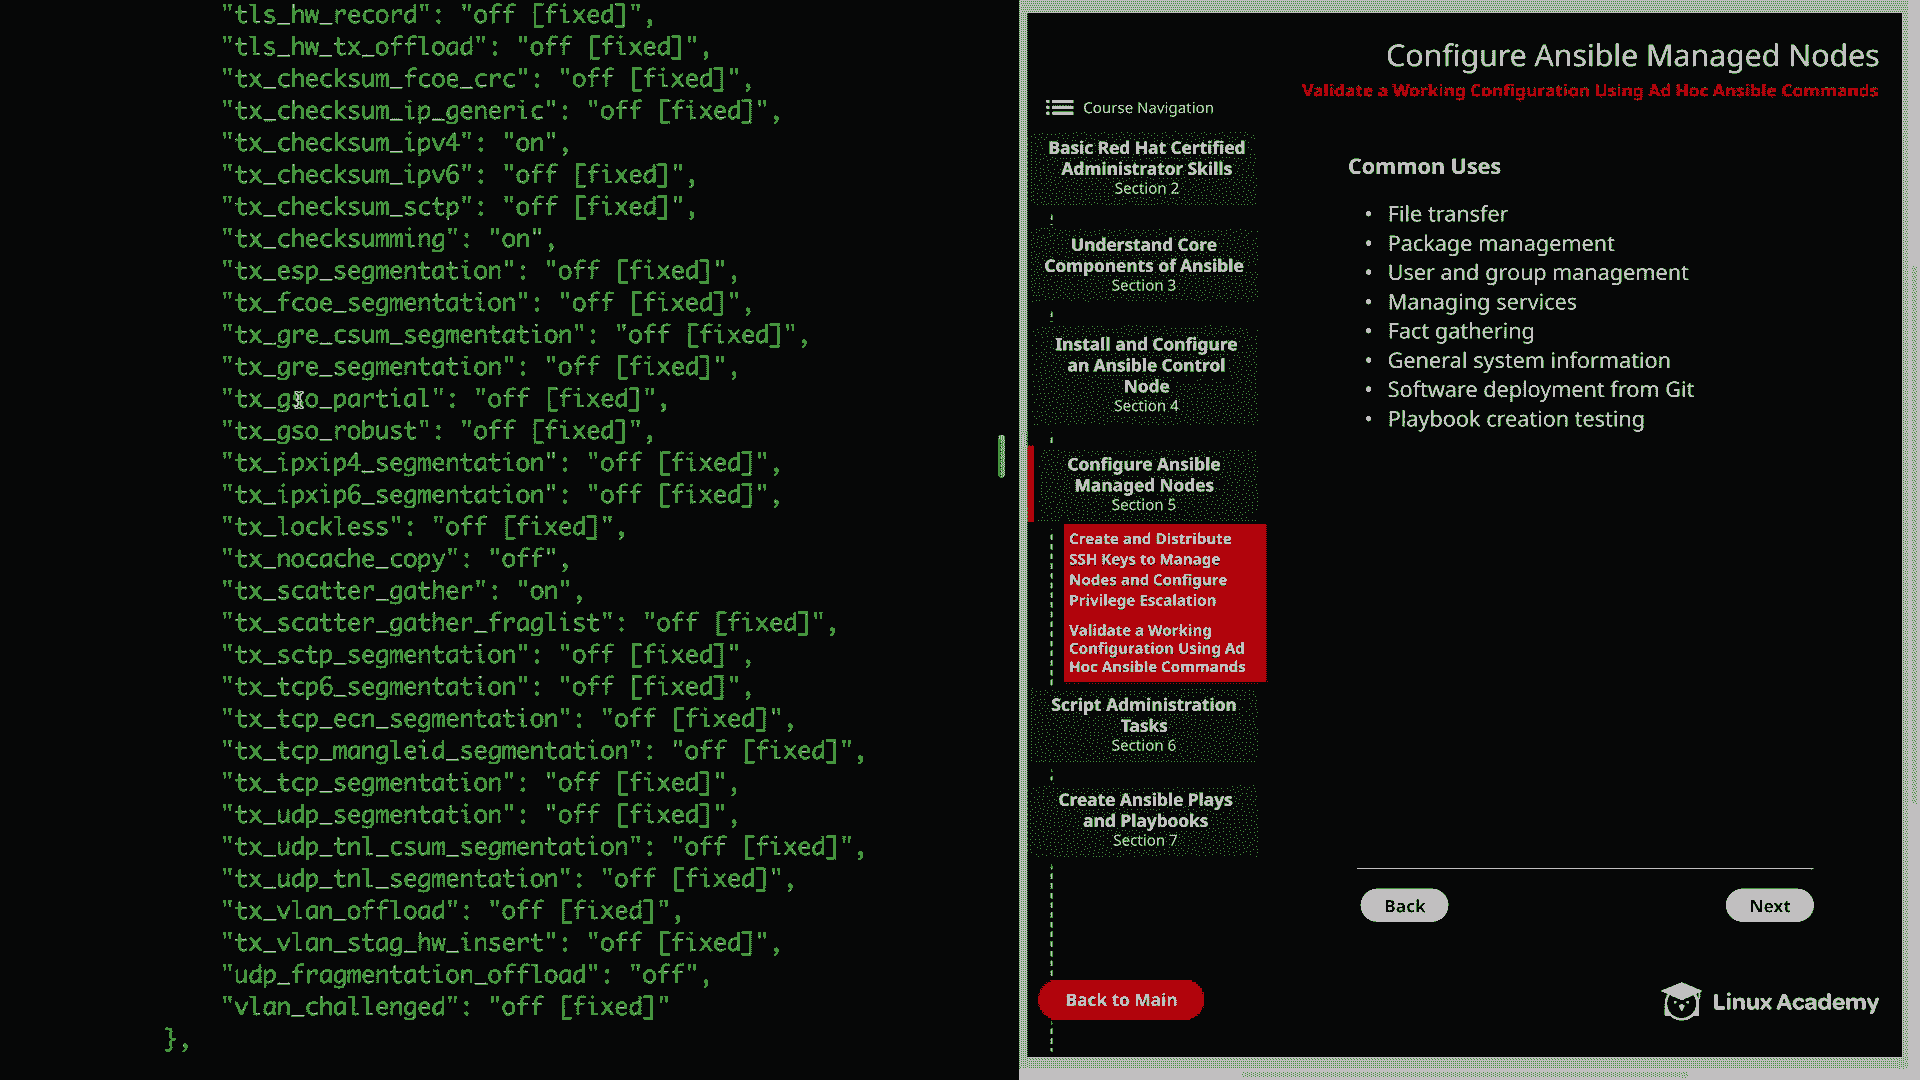 "tls_hw_record": "off [fixed]",
"tls_hw_tx_offload": "off [fixed]",
"tx_checksum_fcoe_crc": "off [fixed]",
"tx_checksum_ip_generic": "off [fixed]",
"tx_checksum_ipv4": "on",
"tx_checksum_ipv6": "off [fixed]",
"tx_checksum_sctp": "off [fixed]",
"tx_checksumming": "on",
"tx_esp_segmentation": "off [fixed]",
"tx_fcoe_segmentation": "off [fixed]",
"tx_gre_csum_segmentation": "off [fixed]",
"tx_gre_segmentation": "off [fixed]",
"tx_gso_partial": "off [fixed]",
"tx_gso_robust": "off [fixed]",
"tx_ipxip4_segmentation": "off [fixed]",
"tx_ipxip6_segmentation": "off [fixed]",
"tx_lockless": "off [fixed]",
"tx_nocache_copy": "off",
"tx_scatter_gather": "on",
"tx_scatter_gather_fraglist": "off [fixed]",
"tx_sctp_segmentation": "off [fixed]",
"tx_tcp6_segmentation": "off [fixed]",
"tx_tcp_ecn_segmentation": "off [fixed]",
"tx_tcp_mangleid_segmentation": "off [fixed]",
"tx_tcp_segmentation": "off [fixed]",
"tx_udp_segmentation": "off [fixed]",
"tx_udp_tnl_csum_segmentation": "off [fixed]",
"tx_udp_tnl_segmentation": "off [fixed]",
"tx_vlan_offload": "off [fixed]",
"tx_vlan_stag_hw_insert": "off [fixed]",
"udp_fragmentation_offload": "off",
"vlan_challenged": "off [fixed]"
},
Configure Ansible Managed Nodes
Validate a Working Configuration Using Ad Hoc Ansible Commands
Course Navigation
Basic Red Hat Certified
Administrator Skills
Section 2
Understand Core
Components of Ansible
Section 3
Install and Configure
an Ansible Control
Node
Section 4
Configure Ansible
Managed Nodes
Section 5
Create and Distribute
SSH Keys to Manage
Nodes and Configure
Privilege Escalation
Validate a Working
Configuration Using Ad
Hoc Ansible Commands
Script Administration
Tasks
Section 6
Create Ansible Plays
and Playbooks
Section 7
Back to Main
Common Uses
• File transfer
• Package management
• User and group management
• Managing services
• Fact gathering
• General system information
• Software deployment from Git
• Playbook creation testing
Back
Next
Linux Academy